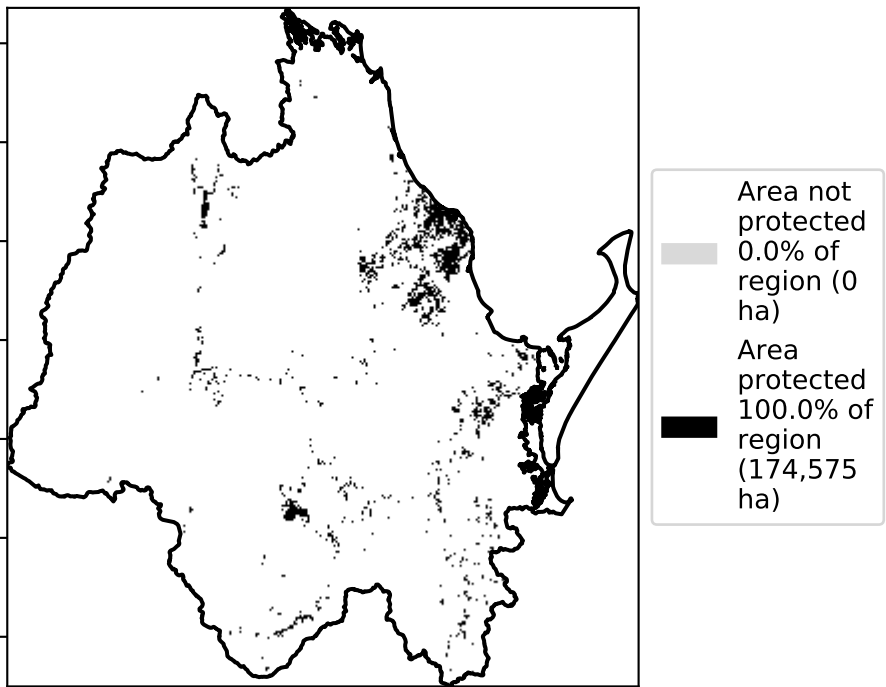 Area not
protected
0.0% of
region (0
ha)
Area
protected
100.0% of
region
(174,575
ha)